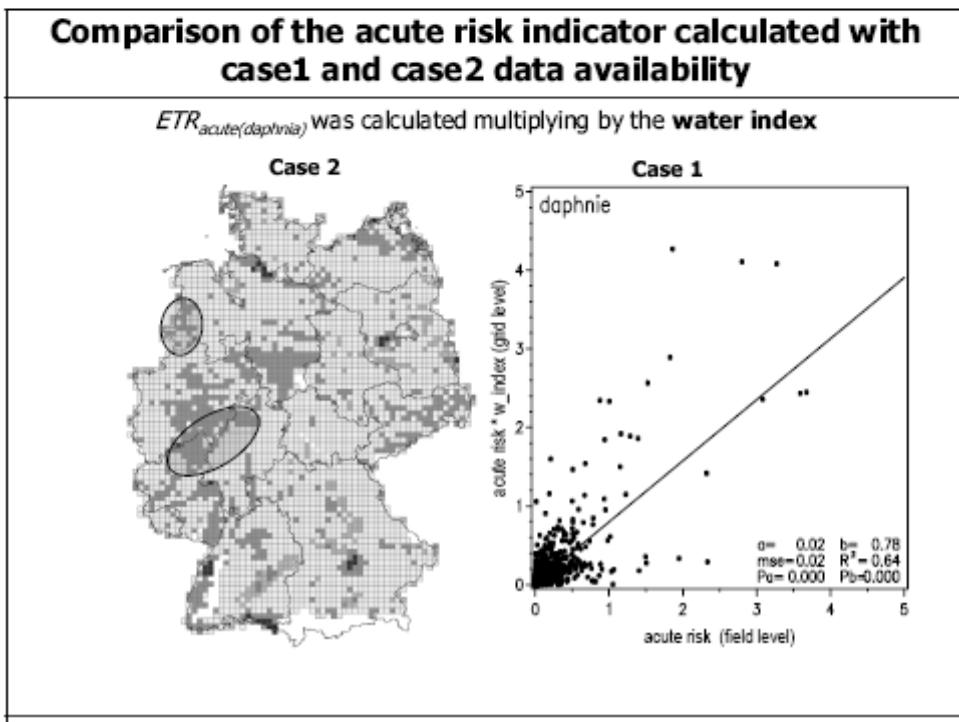 Comparison of the acute risk indicator calculated with
case1 and case2 data availability
ETRacute(daphnia) was calculated multiplying by the water index
Case 2
Case 1
daphnie
acute risk * w_index (grid level)
5
4
3
2
1
0
a= 0.02 b= 0.78
mse=0.02 R²=0.64
Pa= 0.000 Pb=0.000
0 1 2 3 4 5
acute risk (field level)